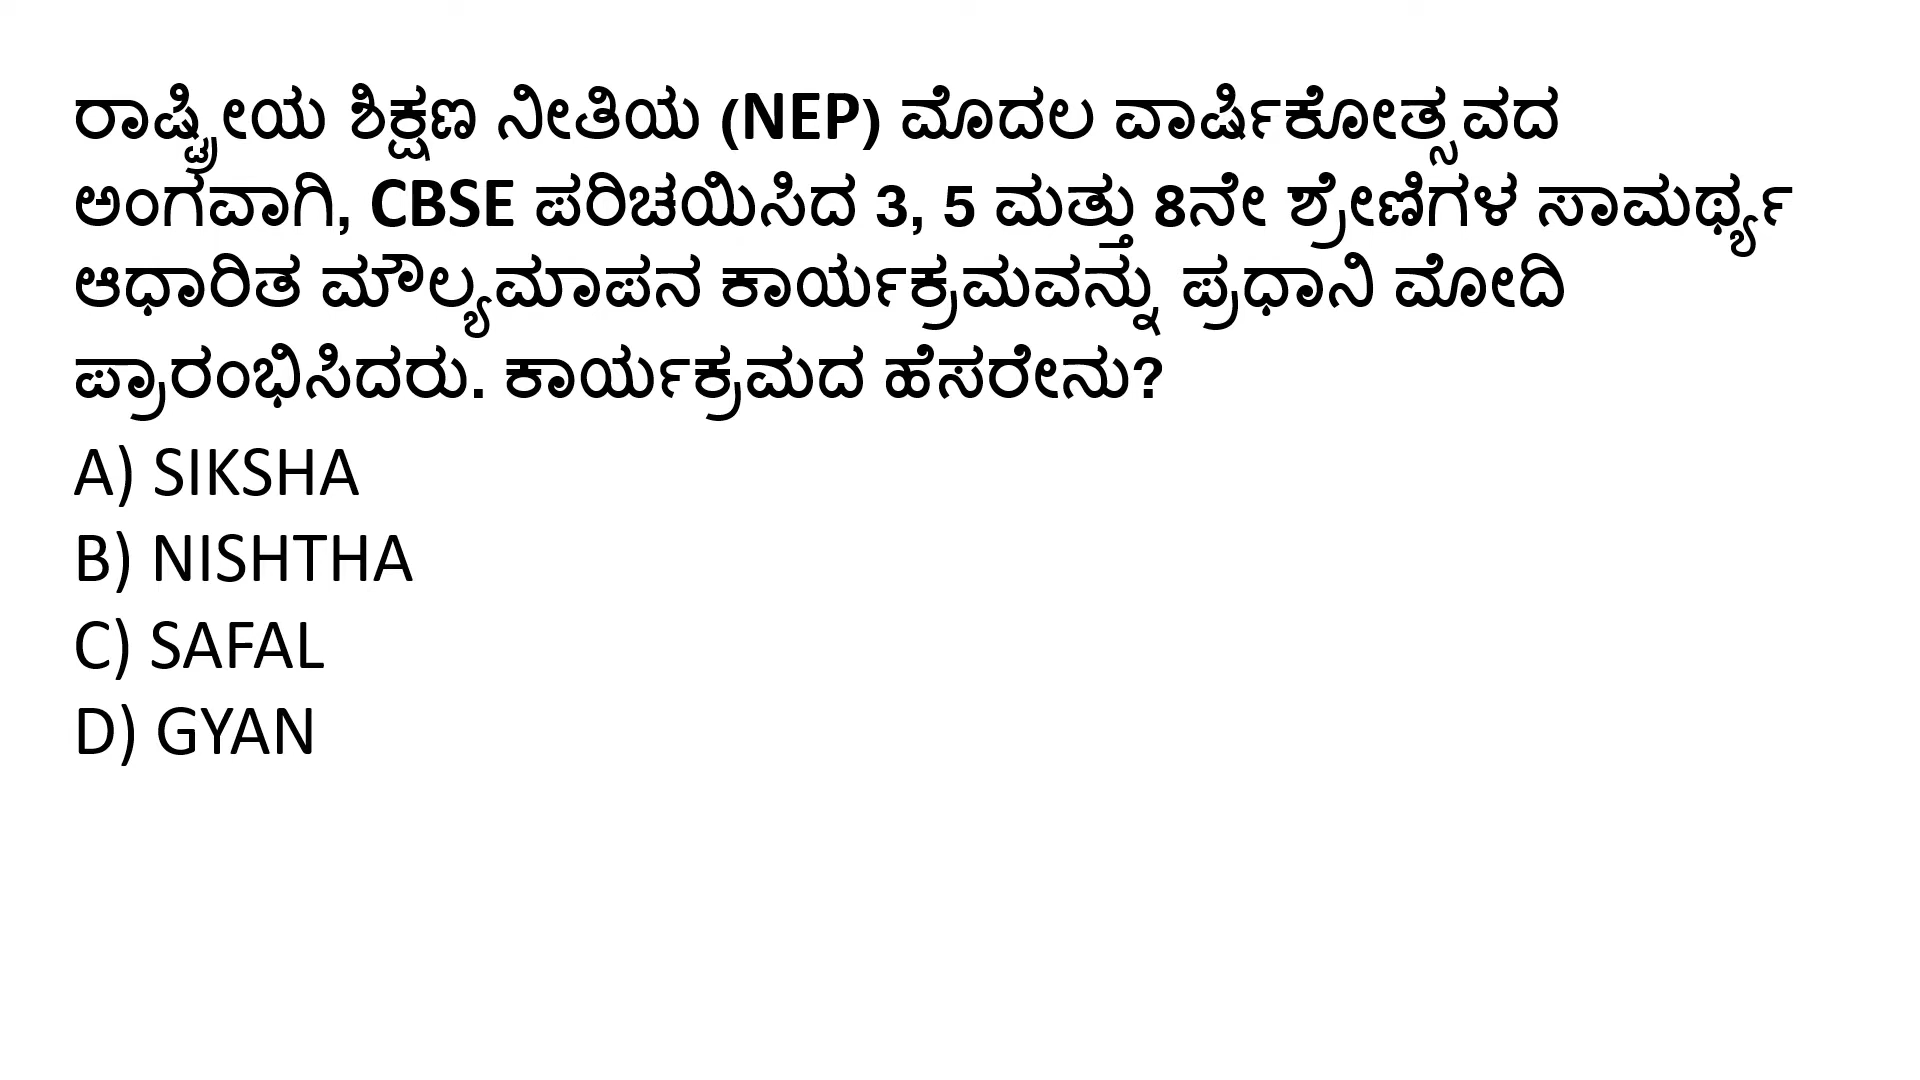 ರಾಷ್ಟ್ರೀಯ ಶಿಕ್ಷಣ ನೀತಿಯ (NEP) ಮೊದಲ ವಾರ್ಷಿಕೋತ್ಸವದ
ಅಂಗವಾಗಿ, CBSE ಪರಿಚಯಿಸಿದ 3, 5 ಮತ್ತು 8ನೇ ಶ್ರೇಣಿಗಳ ಸಾಮರ್ಥ್ಯ
ಆಧಾರಿತ ಮೌಲ್ಯಮಾಪನ ಕಾರ್ಯಕ್ರಮವನ್ನು ಪ್ರಧಾನಿ ಮೋದಿ
ಪ್ರಾರಂಭಿಸಿದರು. ಕಾರ್ಯಕ್ರಮದ ಹೆಸರೇನು?
A) SIKSHA
B) NISHTHA
C) SAFAL
D) GYAN